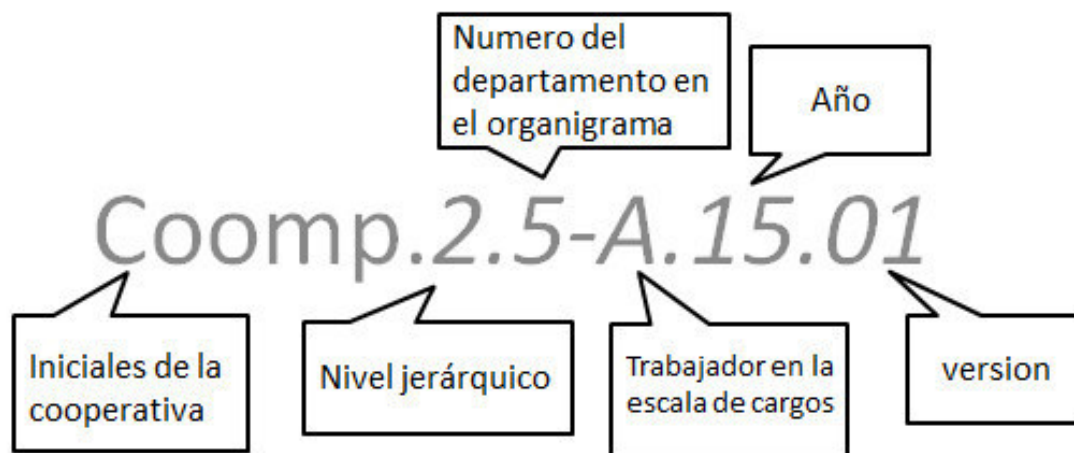 Numero del
departamento en
el organigrama
Año
Coomp.2.5-A.15.01
Iniciales de la
cooperativa
Nivel jerárquico
Trabajador en la
escala de cargos
version